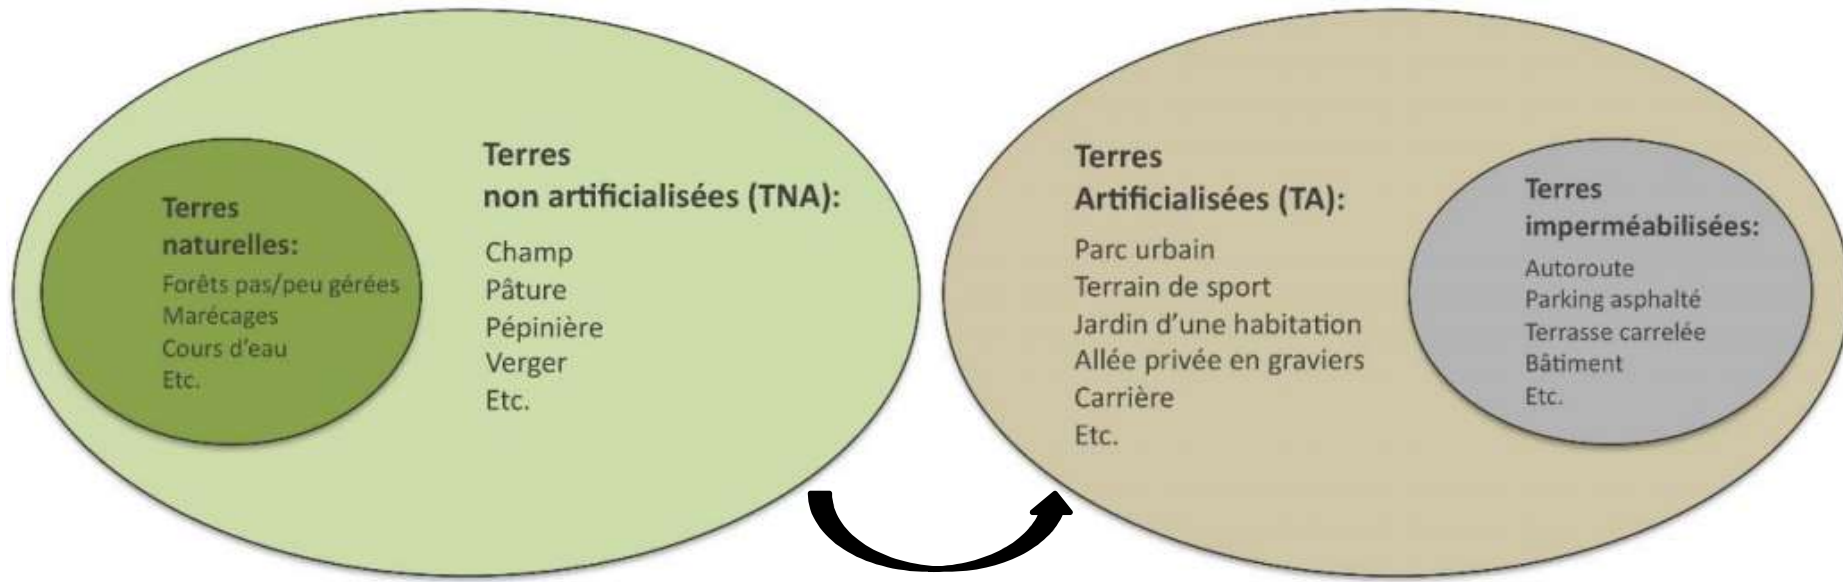 Terres
naturelles:
Forêts pas/peu gérées
Marécages
Cours d'eau
Etc.
Terres
non artificialisées (TNA):
Champ
Pâture
Pépinière
Verger
Etc.
Terres
Artificialisées (TA):
Parc urbain
Terrain de sport
Jardin d'une habitation
Allée privée en graviers
Carrière
Etc.
Terres
imperméabilisées:
Autoroute
Parking asphalté
Terrasse carrelée
Bâtiment
Etc.